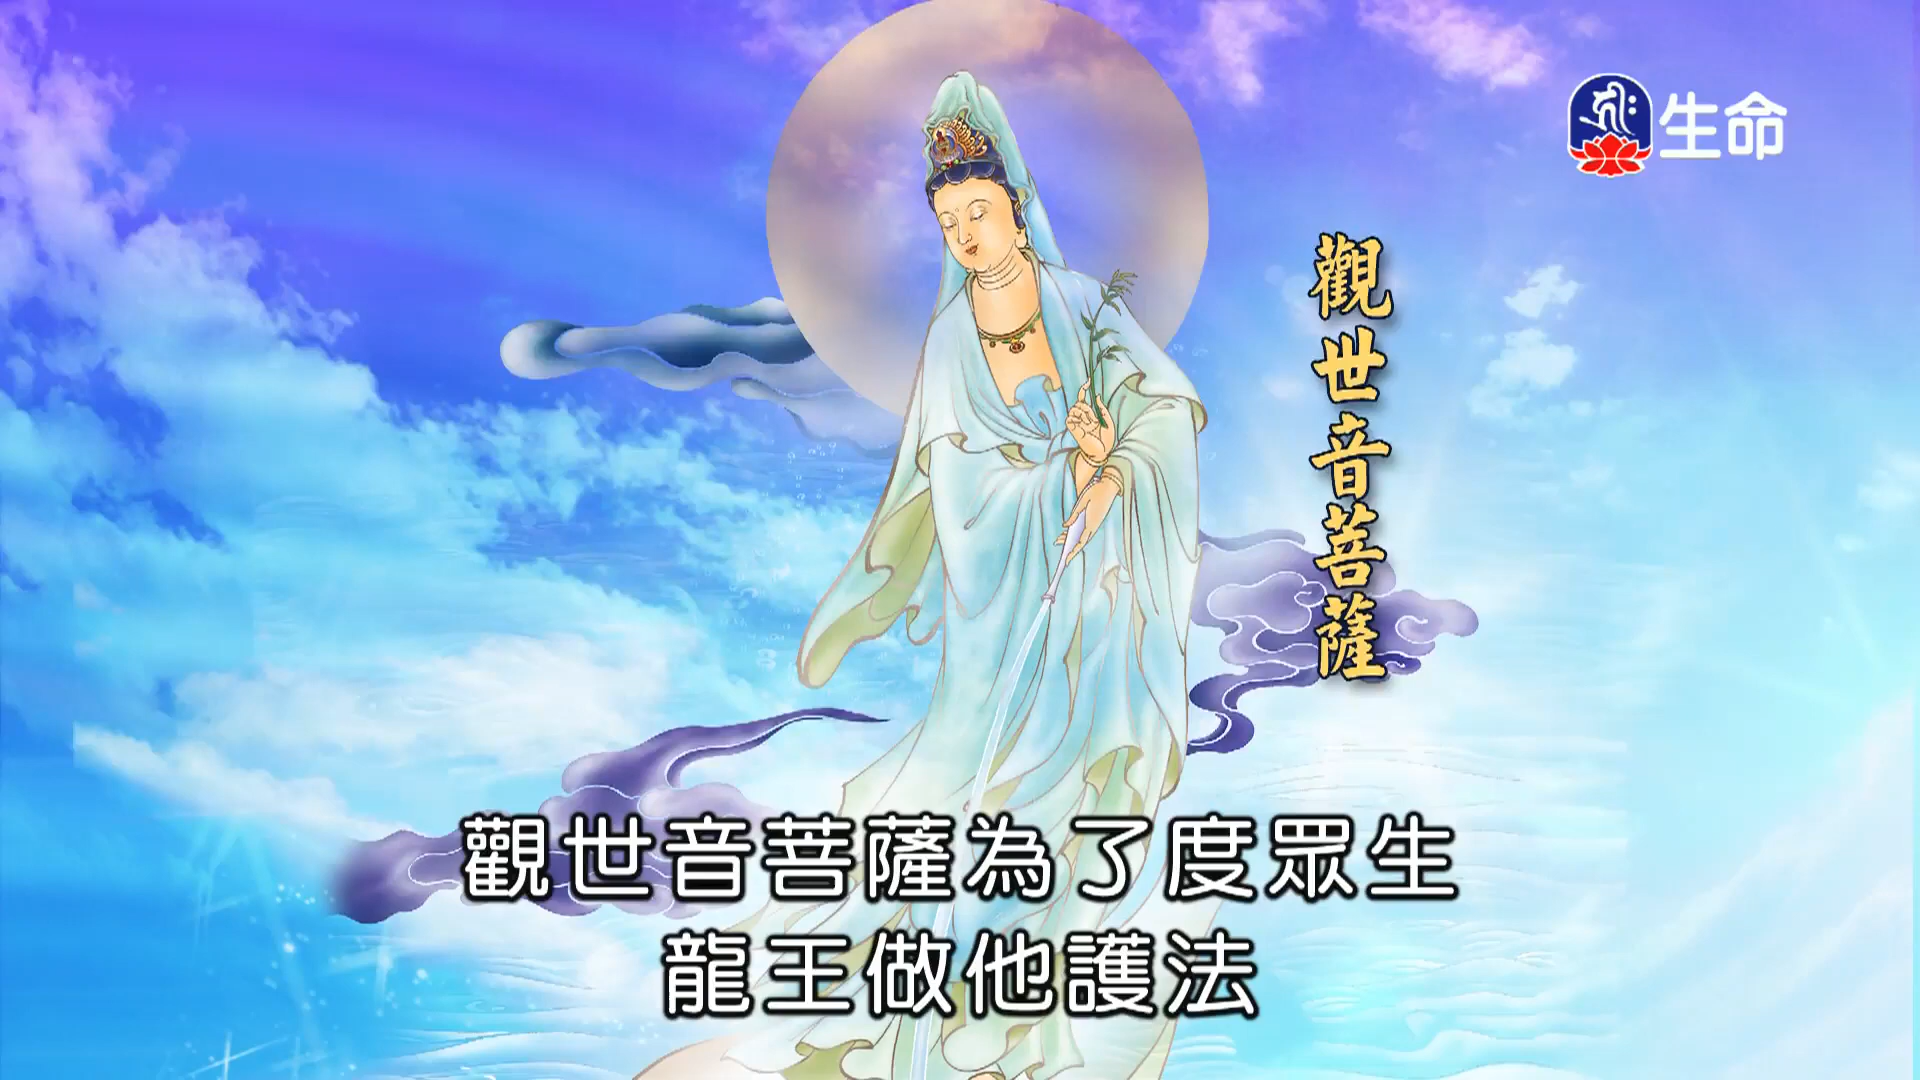 生命
觀世音菩薩
觀世音菩薩為了度眾生
龍王做他護法